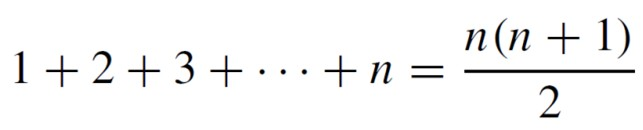 1 + 2 + 3 + · · · + n = n(n + 1)/2